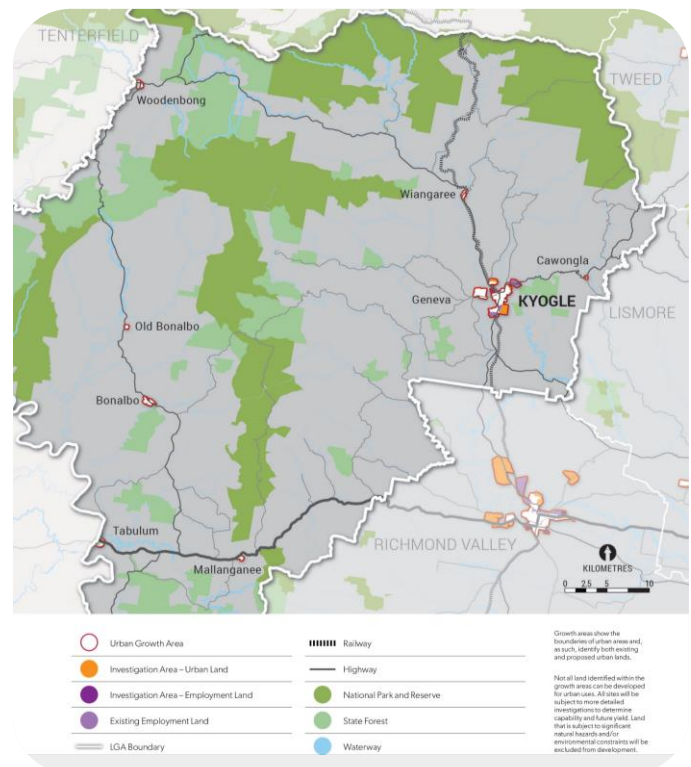 TENTERFIELD
TWEED
Woodenbong
Wiangaree
Cawongla
Geneva
KYOGLE
LISMORE
Old Bonalbo
Bonalbo
Tabulum
RICHMOND VALLEY
Mallanganee
KILOMETRES
0 2.5 5 10
Urban Growth Area
Investigation Area – Urban Land
Investigation Area – Employment Land
Existing Employment Land
LGA Boundary
Railway
Highway
National Park and Reserve
State Forest
Waterway
Growth areas show the
boundaries of urban areas and,
as such, identify both existing
and proposed urban lands.
Not all land identified within the
growth areas can be developed
for urban uses. All sites will be
subject to more detailed
investigations to determine
capability and future yield. Land
that is subject to significant
natural hazards and/or
environmental constraints will be
excluded from development.